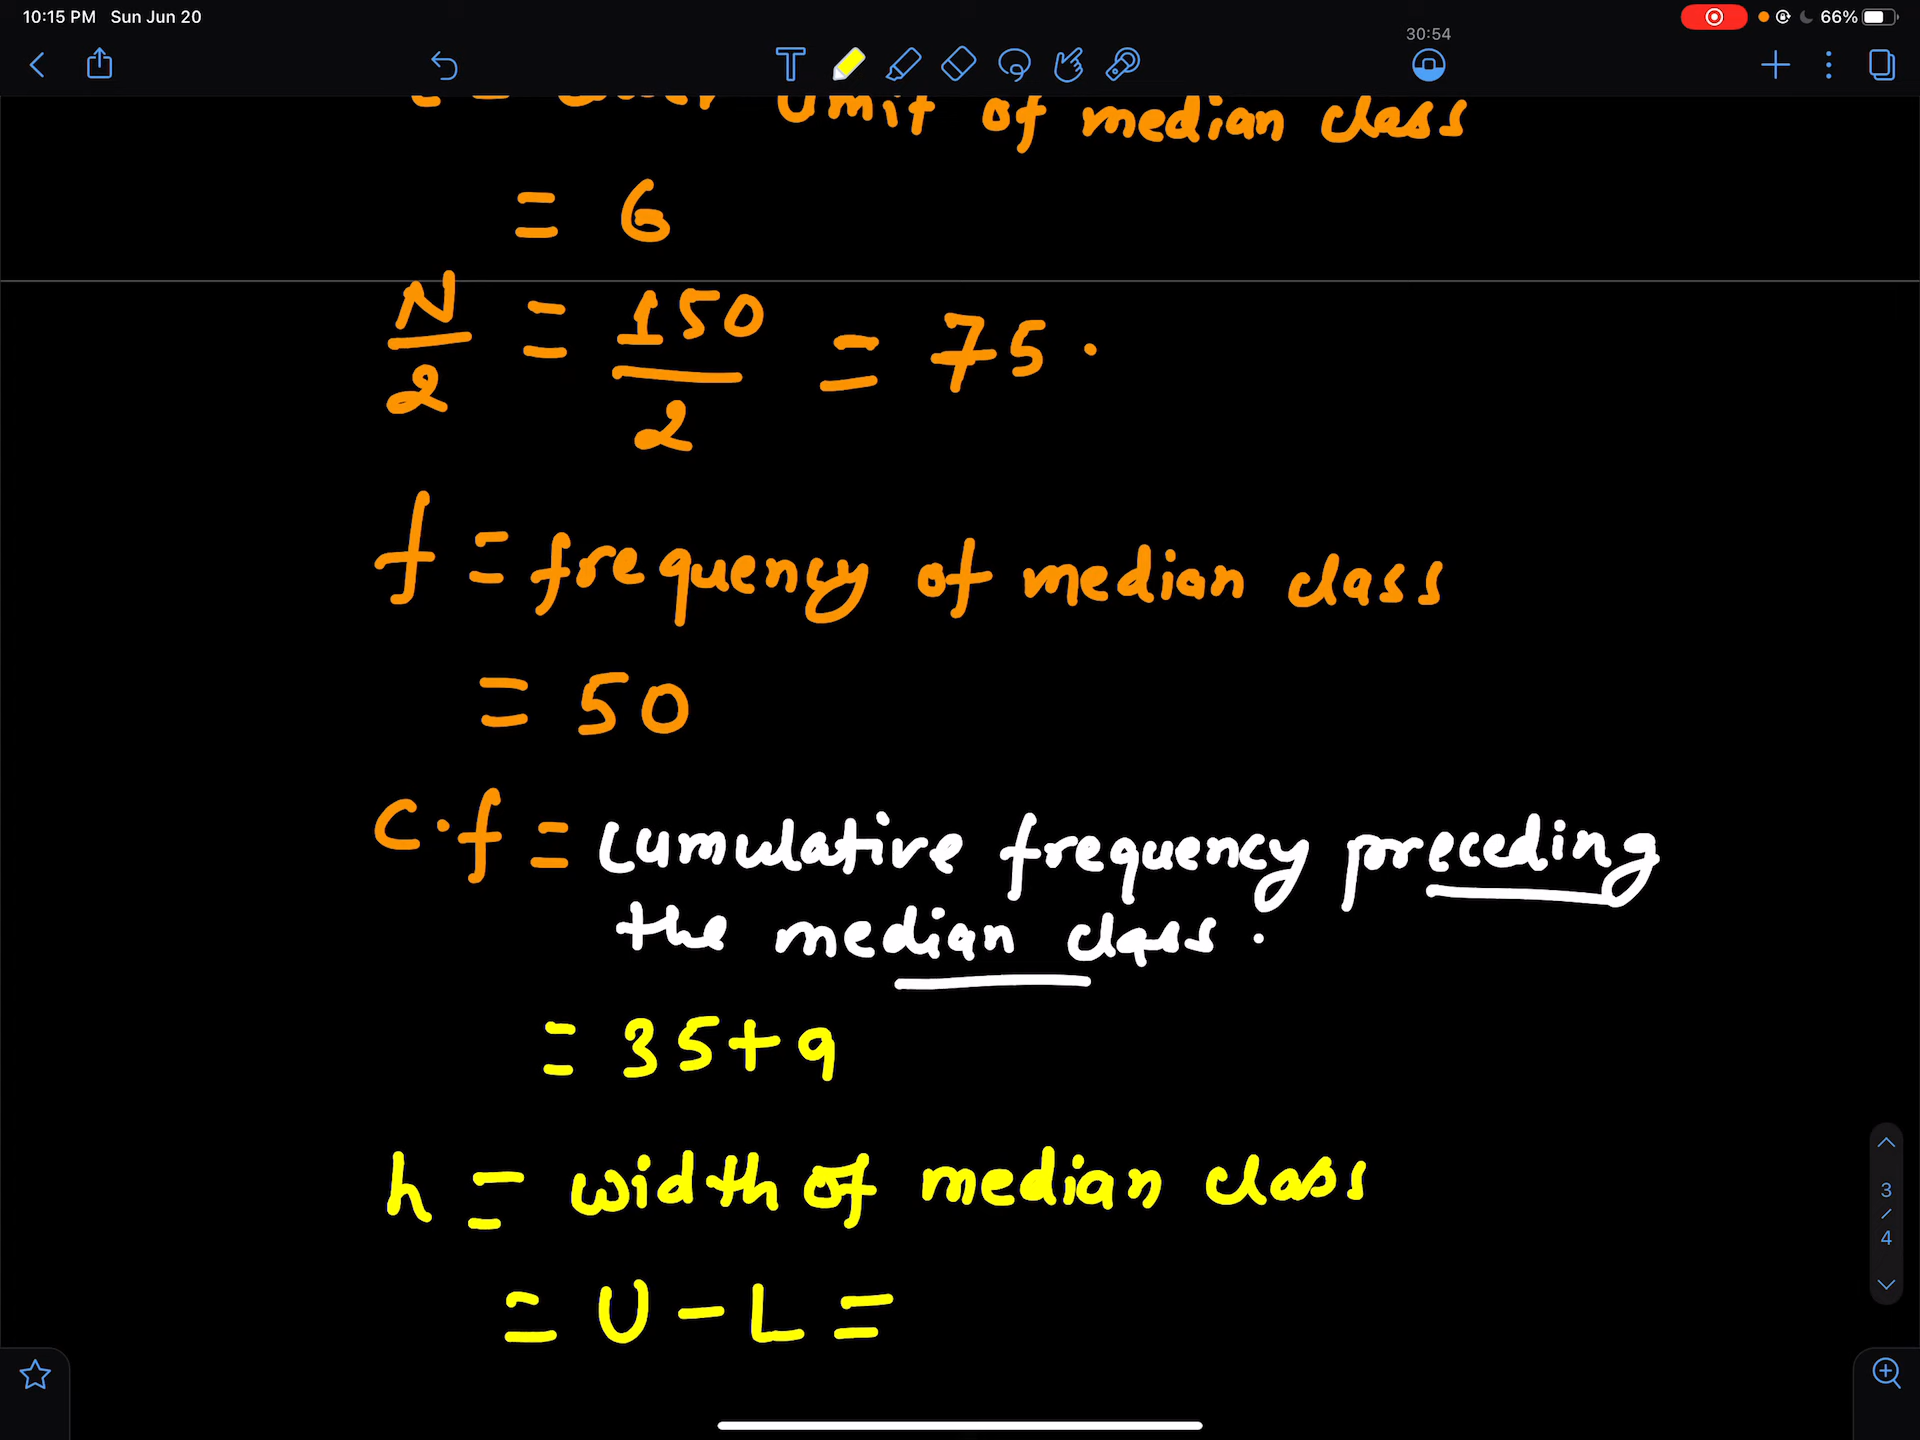 10:15 PM Sun Jun 20
66%
30:54
limit of median class
= 6
N/2 = 150/2 = 75 .
f = frequency of median class
= 50
c.f = cumulative frequency preceding
the median class .
= 35+9
h = width of median class
= U - L =
3
/
4